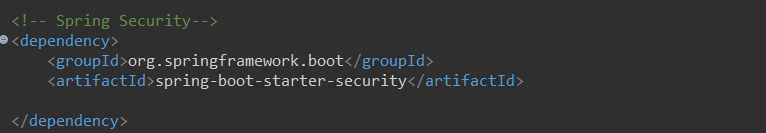 <!-- Spring Security-->
<dependency>
<groupId>org.springframework.boot</groupId>
<artifactId>spring-boot-starter-security</artifactId>
</dependency>